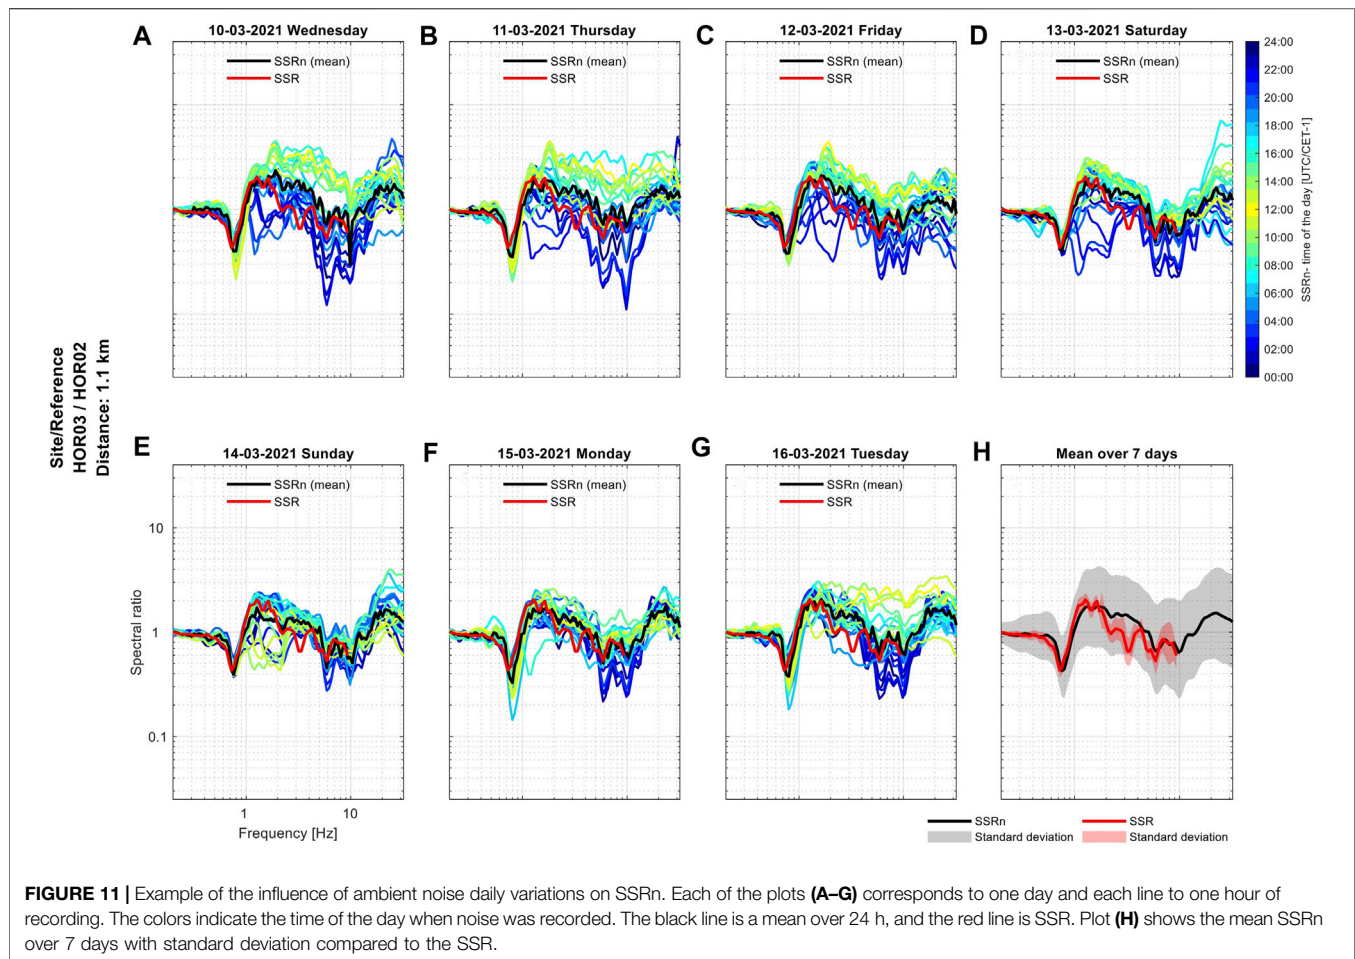 A
10-03-2021 Wednesday
SSRn (mean)
SSR
B
11-03-2021 Thursday
SSRn (mean)
SSR
C
12-03-2021 Friday
SSRn (mean)
SSR
D
13-03-2021 Saturday
SSRn (mean)
SSR
24:00
22:00
20:00
18:00
16:00
14:00
12:00
10:00
08:00
06:00
04:00
02:00
00:00
SSRn- time of the day [UTC/CET-1]
Site/Reference
HOR03 / HOR02
Distance: 1.1 km
E
14-03-2021 Sunday
SSRn (mean)
SSR
10
1
0.1
Spectral ratio
1
10
Frequency [Hz]
F
15-03-2021 Monday
SSRn (mean)
SSR
G
16-03-2021 Tuesday
SSRn (mean)
SSR
H
Mean over 7 days
SSRn
SSR
Standard deviation
Standard deviation
FIGURE 11 | Example of the influence of ambient noise daily variations on SSRn. Each of the plots (A–G) corresponds to one day and each line to one hour of
recording. The colors indicate the time of the day when noise was recorded. The black line is a mean over 24 h, and the red line is SSR. Plot (H) shows the mean SSRn
over 7 days with standard deviation compared to the SSR.